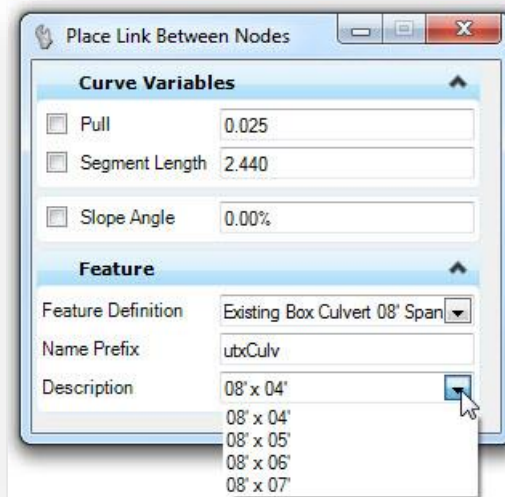 Place Link Between Nodes
Curve Variables
Pull 0.025
Segment Length 2.440
Slope Angle 0.00%
Feature
Feature Definition Existing Box Culvert 08' Span
Name Prefix utxCulv
Description 08' x 04'
08' x 04'
08' x 05'
08' x 06'
08' x 07'